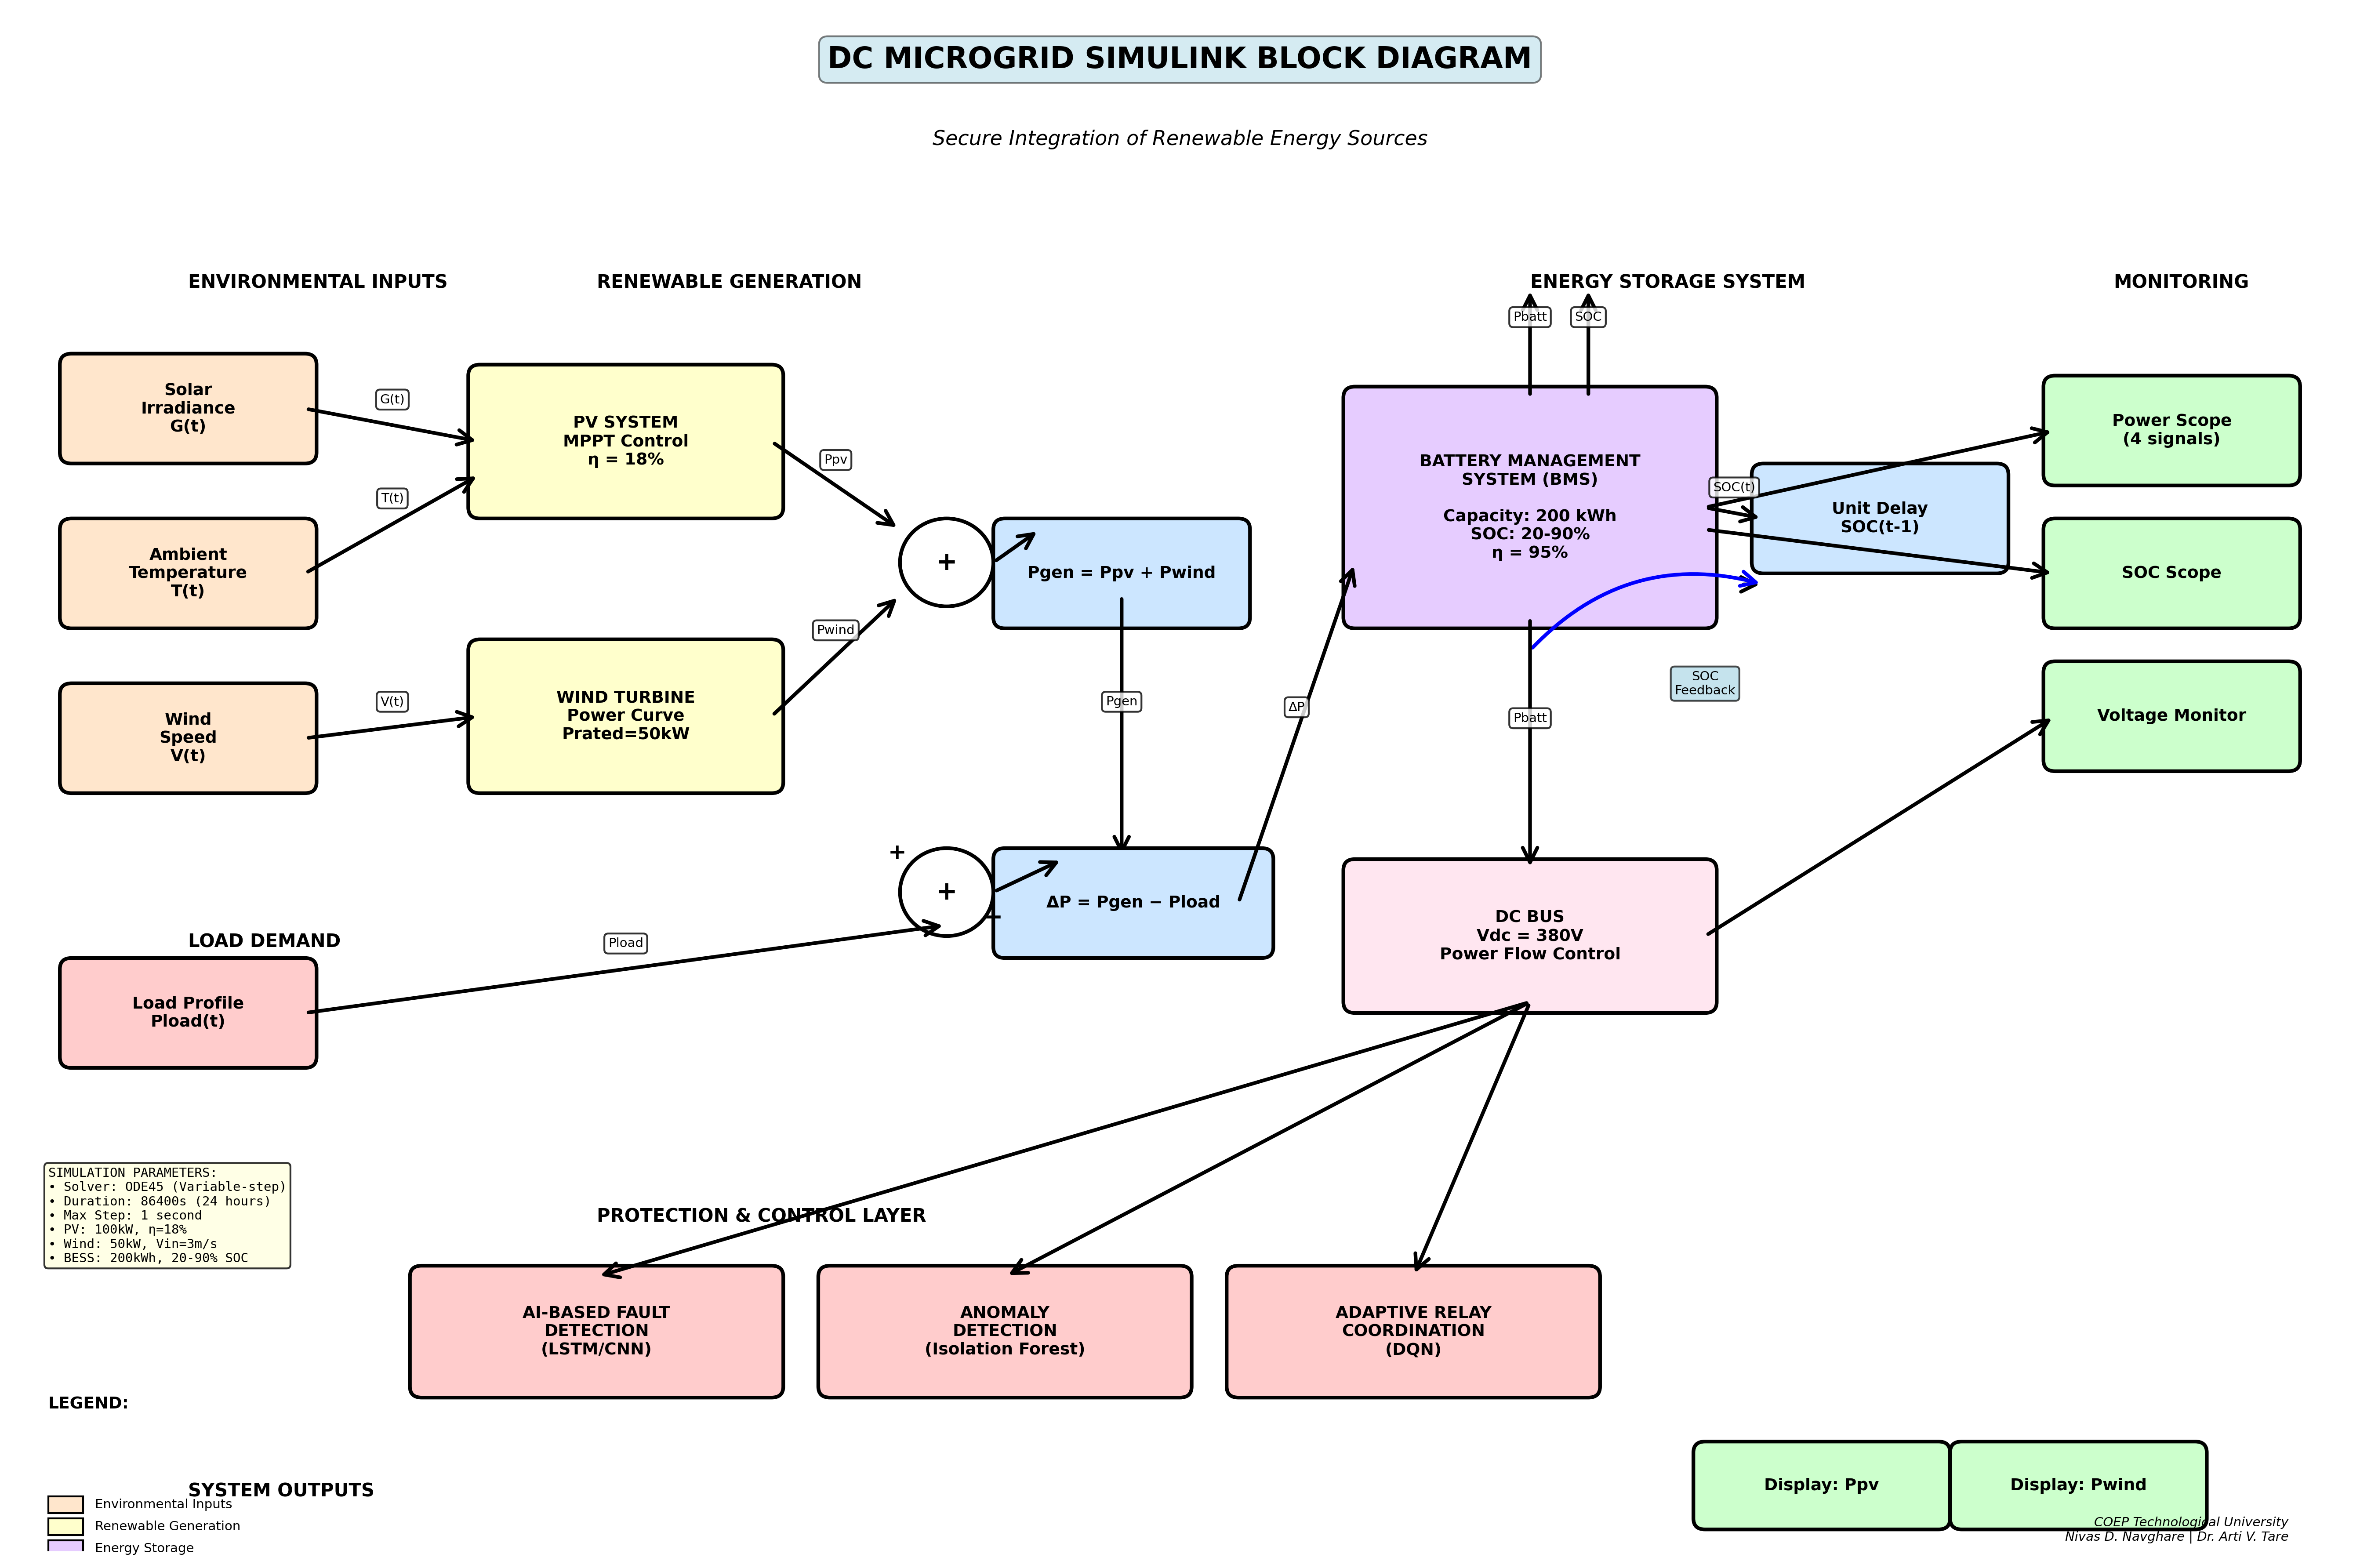 DC MICROGRID SIMULINK BLOCK DIAGRAM
Secure Integration of Renewable Energy Sources
ENVIRONMENTAL INPUTS
RENEWABLE GENERATION
ENERGY STORAGE SYSTEM
MONITORING
Pbatt
SOC
Solar
Irradiance
G(t)
G(t)
PV SYSTEM
MPPT Control
η = 18%
Ppv
T(t)
Ambient
Temperature
T(t)
Wind
Speed
V(t)
V(t)
WIND TURBINE
Power Curve
Prated=50kW
Pwind
+
Pgen = Ppv + Pwind
Pgen
BATTERY MANAGEMENT
SYSTEM (BMS)
Capacity: 200 kWh
SOC: 20-90%
η = 95%
SOC(t)
Unit Delay
SOC(t-1)
Power Scope
(4 signals)
SOC Scope
Voltage Monitor
SOC
Feedback
ΔP
Pbatt
+
+
−
ΔP = Pgen − Pload
DC BUS
Vdc = 380V
Power Flow Control
LOAD DEMAND
Pload
Load Profile
Pload(t)
SIMULATION PARAMETERS:
• Solver: ODE45 (Variable-step)
• Duration: 86400s (24 hours)
• Max Step: 1 second
• PV: 100kW, η=18%
• Wind: 50kW, Vin=3m/s
• BESS: 200kWh, 20-90% SOC
PROTECTION & CONTROL LAYER
AI-BASED FAULT
DETECTION
(LSTM/CNN)
ANOMALY
DETECTION
(Isolation Forest)
ADAPTIVE RELAY
COORDINATION
(DQN)
LEGEND:
SYSTEM OUTPUTS
Environmental Inputs
Renewable Generation
Energy Storage
Display: Ppv
Display: Pwind
COEP Technological University
Nivas D. Navghare | Dr. Arti V. Tare